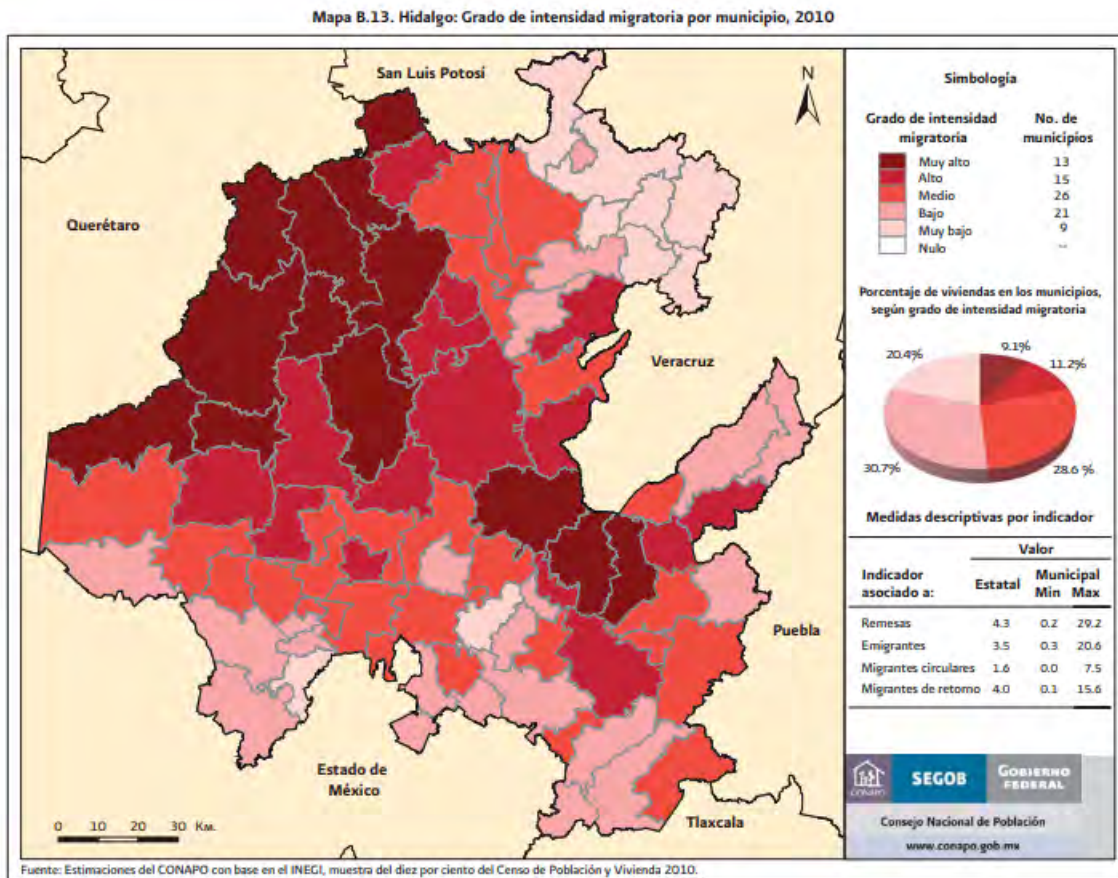 Mapa B.13. Hidalgo: Grado de intensidad migratoria por municipio, 2010
San Luis Potosí
N
Querétaro
Veracruz
Puebla
Estado de
México
Tlaxcala
0 10 20 30 Km.
Simbología
Grado de intensidad
migratoria
No. de
municipios
Muy alto 13
Alto 15
Medio 26
Bajo 21
Muy bajo 9
Nulo --
Porcentaje de viviendas en los municipios,
según grado de intensidad migratoria
20.4%
9.1%
11.2%
30.7%
28.6 %
Medidas descriptivas por indicador
Valor
Indicador
asociado a:
Estatal
Municipal
Min Max
Remesas 4.3 0.2 29.2
Emigrantes 3.5 0.3 20.6
Migrantes circulares 1.6 0.0 7.5
Migrantes de retorno 4.0 0.1 15.6
CONAPO
SEGOB
GOBIERNO
FEDERAL
Consejo Nacional de Población
www.conapo.gob.mx
Fuente: Estimaciones del CONAPO con base en el INEGI, muestra del diez por ciento del Censo de Población y Vivienda 2010.